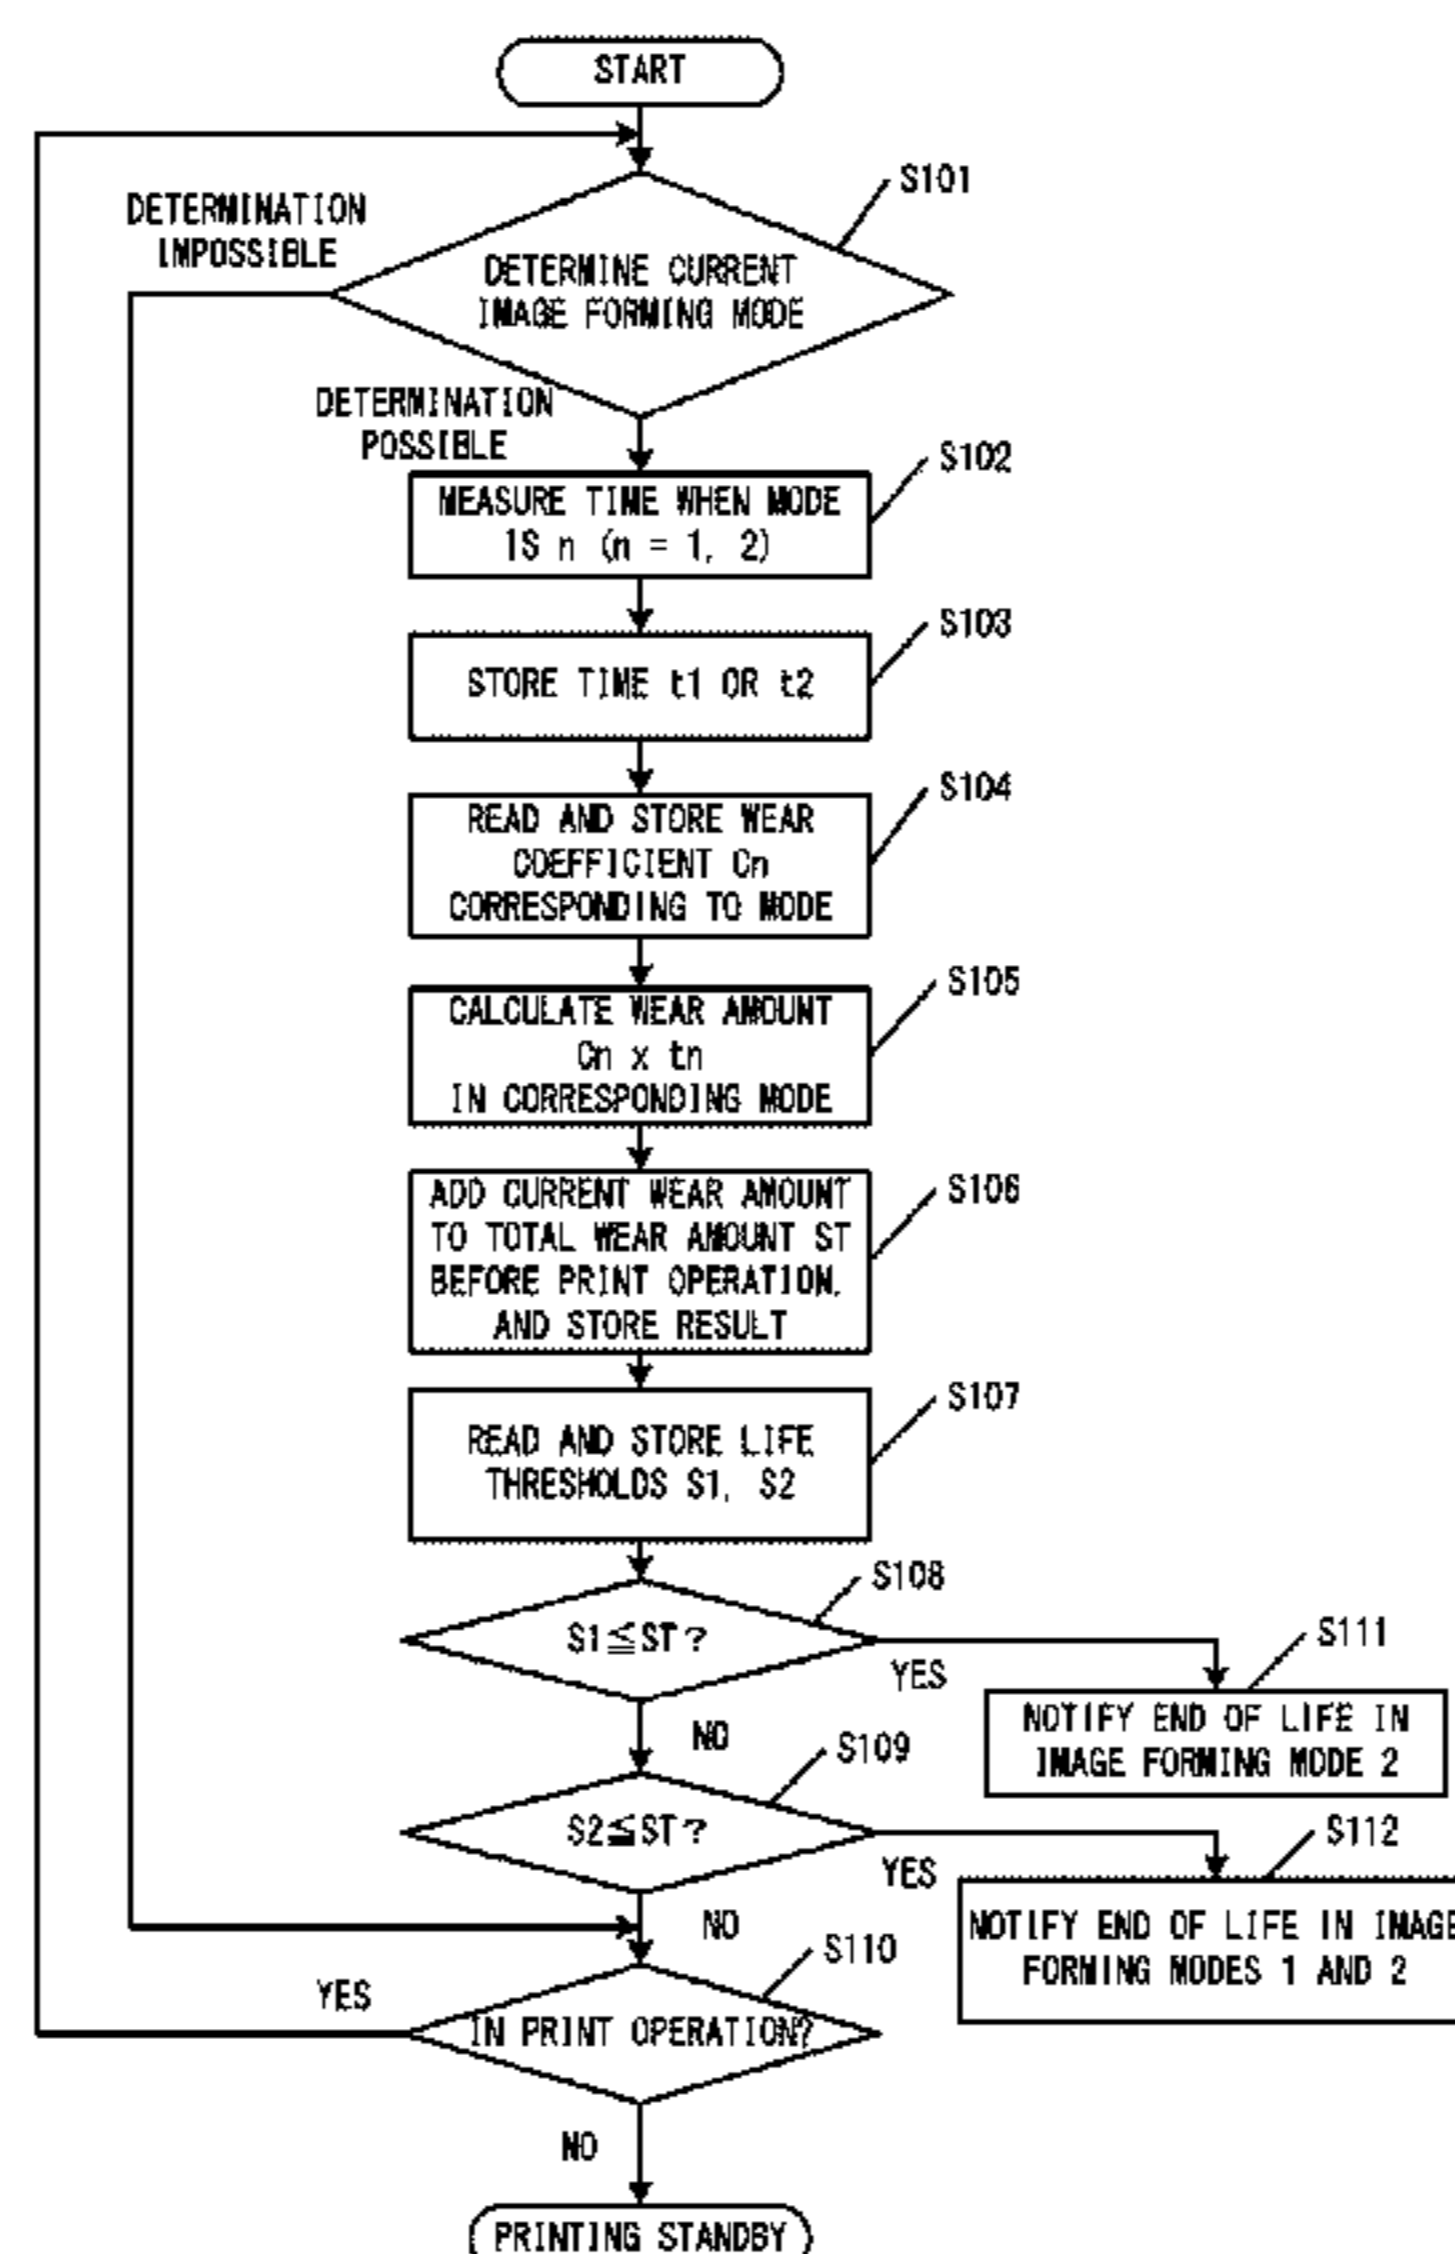 START
S101
DETERMINATION
IMPOSSIBLE
DETERMINE CURRENT
IMAGE FORMING MODE
DETERMINATION
POSSIBLE
S102
MEASURE TIME WHEN MODE
IS n (n = 1, 2)
S103
STORE TIME t1 OR t2
S104
READ AND STORE WEAR
COEFFICIENT Cn
CORRESPONDING TO MODE
S105
CALCULATE WEAR AMOUNT
Cn x tn
IN CORRESPONDING MODE
S106
ADD CURRENT WEAR AMOUNT
TO TOTAL WEAR AMOUNT ST
BEFORE PRINT OPERATION,
AND STORE RESULT
S107
READ AND STORE LIFE
THRESHOLDS S1, S2
S108
S1≦ST?
YES
S111
NOTIFY END OF LIFE IN
IMAGE FORMING MODE 2
NO
S109
S2≦ST?
YES
S112
NOTIFY END OF LIFE IN IMAGE
FORMING MODES 1 AND 2
NO
S110
YES
IN PRINT OPERATION?
NO
PRINTING STANDBY